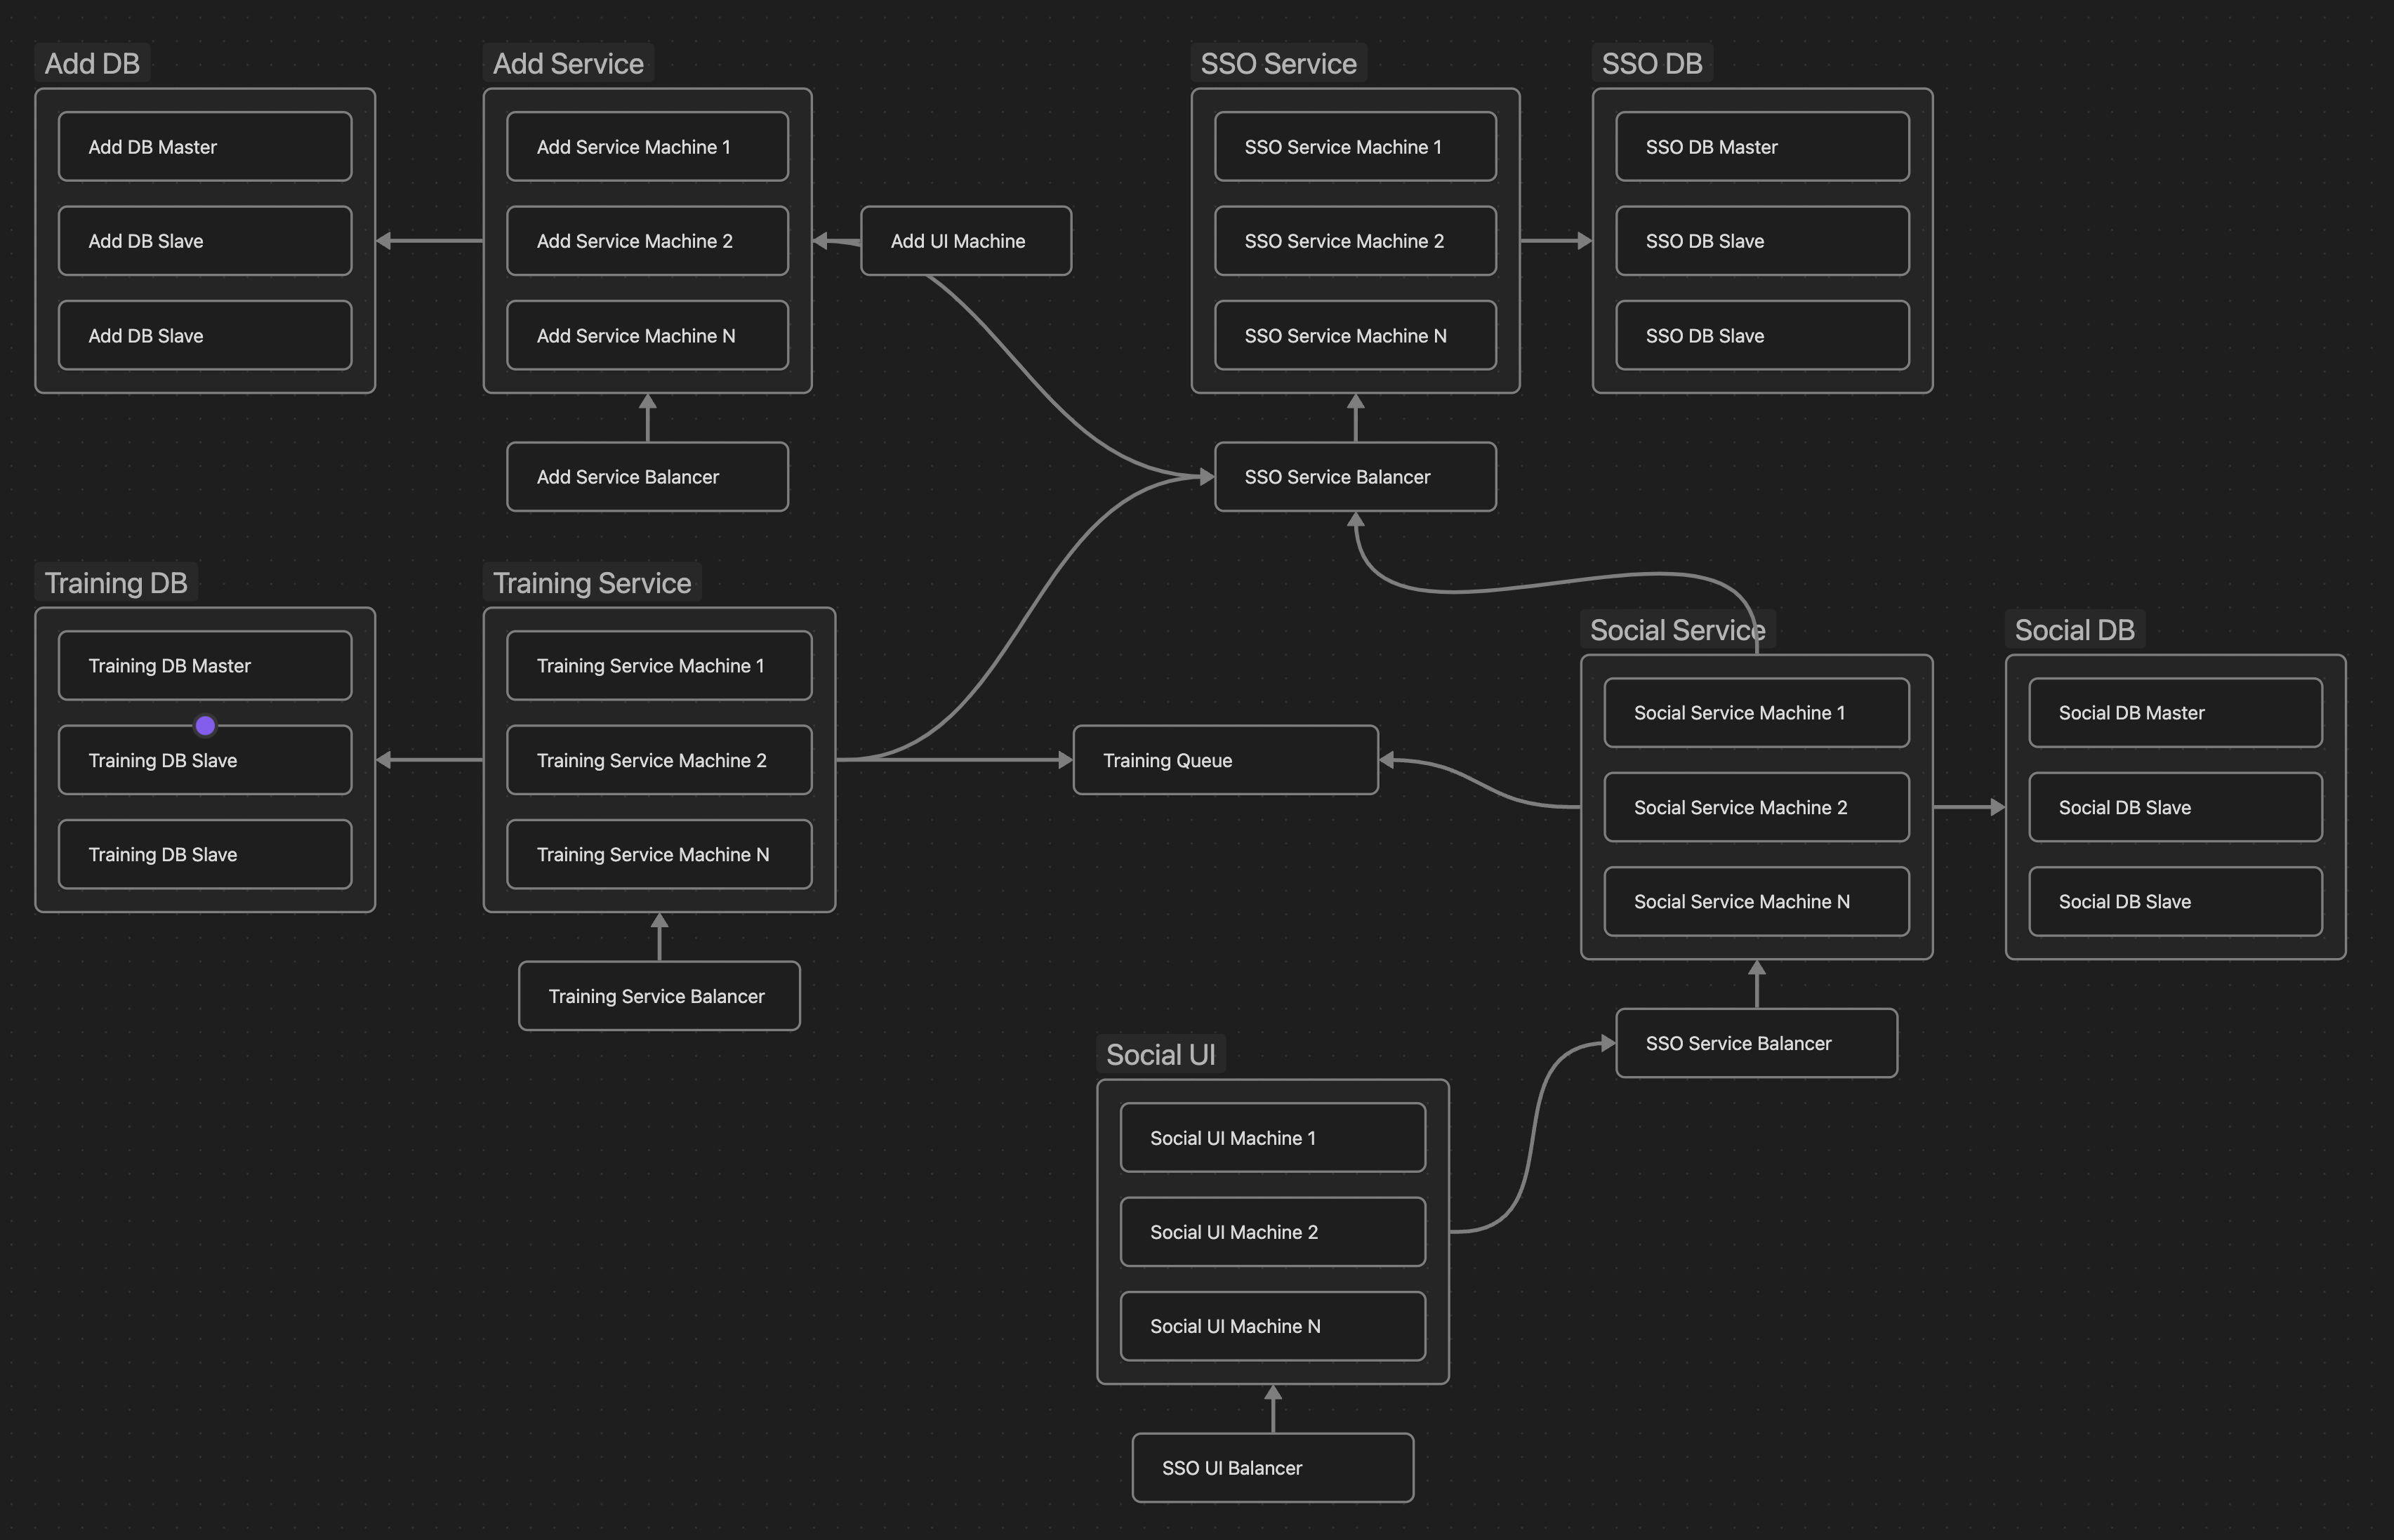 Add DB
Add DB Master
Add DB Slave
Add DB Slave
Add Service
Add Service Machine 1
Add Service Machine 2
Add Service Machine N
Add Service Balancer
Add UI Machine
SSO Service
SSO Service Machine 1
SSO Service Machine 2
SSO Service Machine N
SSO Service Balancer
SSO DB
SSO DB Master
SSO DB Slave
SSO DB Slave
Training DB
Training DB Master
Training DB Slave
Training DB Slave
Training Service
Training Service Machine 1
Training Service Machine 2
Training Service Machine N
Training Service Balancer
Training Queue
Social Service
Social Service Machine 1
Social Service Machine 2
Social Service Machine N
SSO Service Balancer
Social DB
Social DB Master
Social DB Slave
Social DB Slave
Social UI
Social UI Machine 1
Social UI Machine 2
Social UI Machine N
SSO UI Balancer